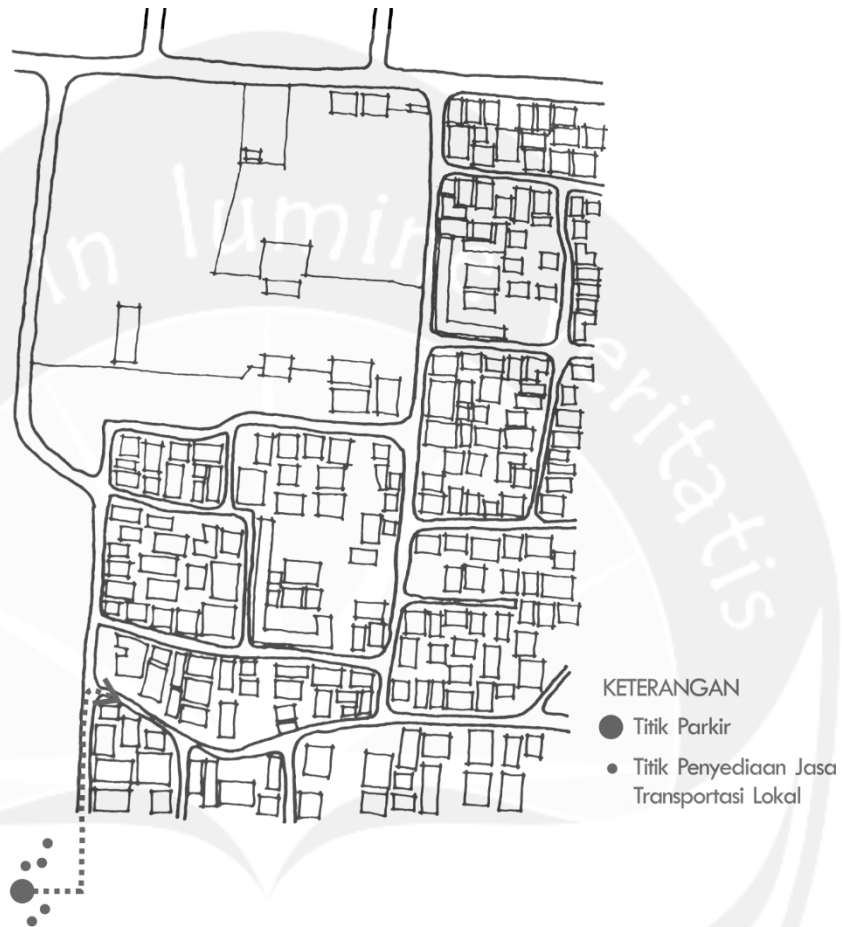 in lumine veritatis
KETERANGAN
Titik Parkir
Titik Penyediaan Jasa
Transportasi Lokal